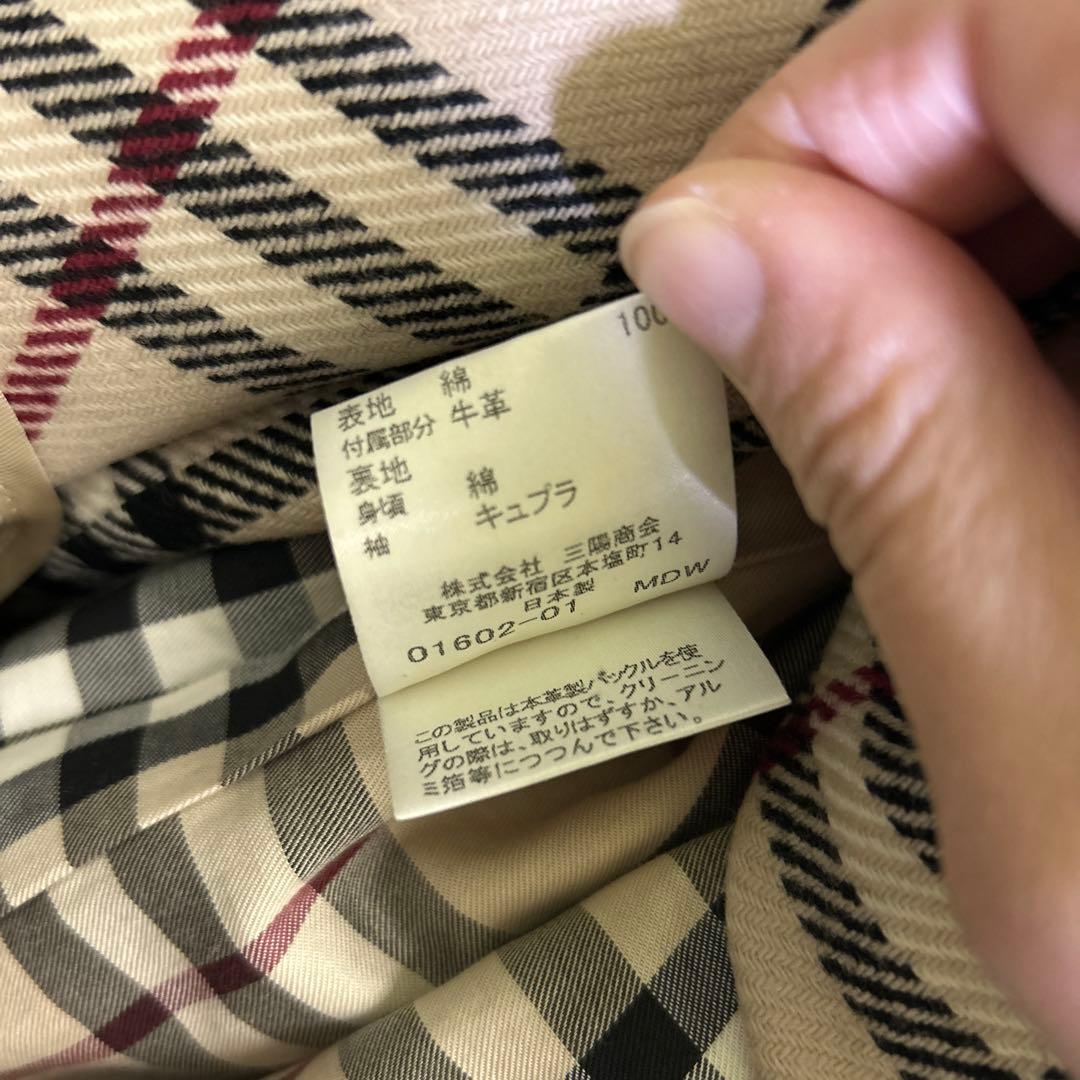 表地 綿 100
付属部分 牛革
裏地
身頃 綿
袖 キュプラ
株式会社 三陽商会
東京都新宿区本塩町14
日本製 MDW
01602-01
この製品は本革製バックルを使
用していますので、クリーニン
グの際は、取りはずすか、アル
ミ箔等につつんで下さい。